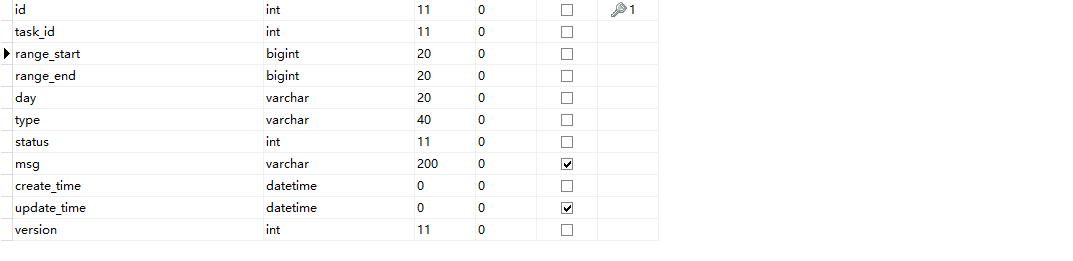 id int 11 0 1
task_id int 11 0
range_start bigint 20 0
range_end bigint 20 0
day varchar 20 0
type varchar 40 0
status int 11 0
msg varchar 200 0
create_time datetime 0 0
update_time datetime 0 0
version int 11 0